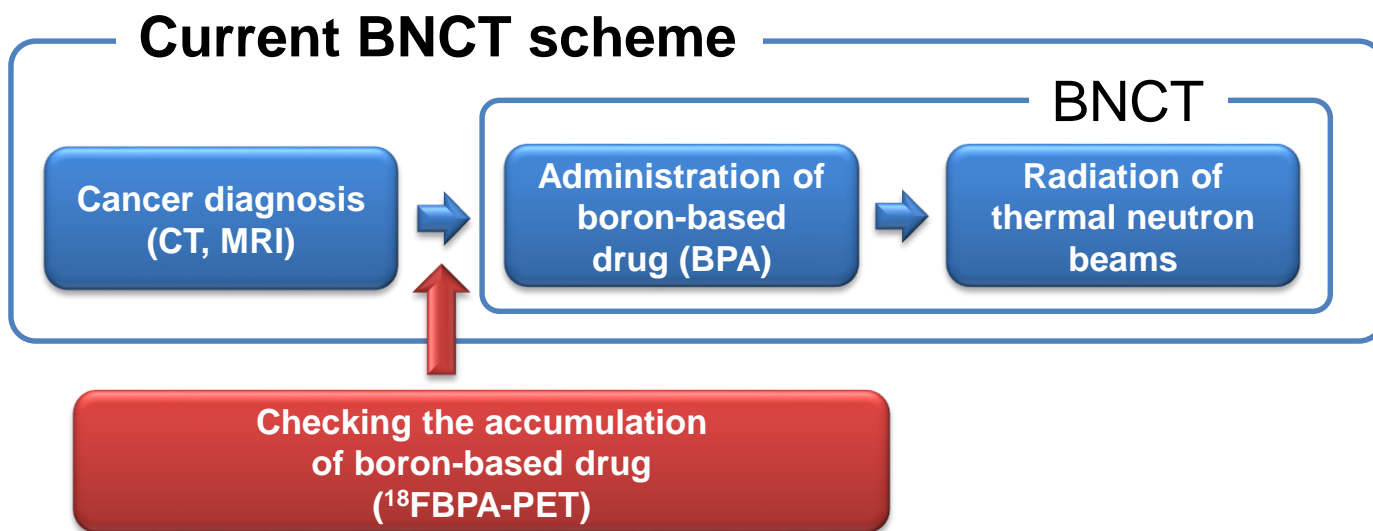 Current BNCT scheme
BNCT
Cancer diagnosis
(CT, MRI)
Administration of
boron-based
drug (BPA)
Radiation of
thermal neutron
beams
Checking the accumulation
of boron-based drug
(¹⁸FBPA-PET)